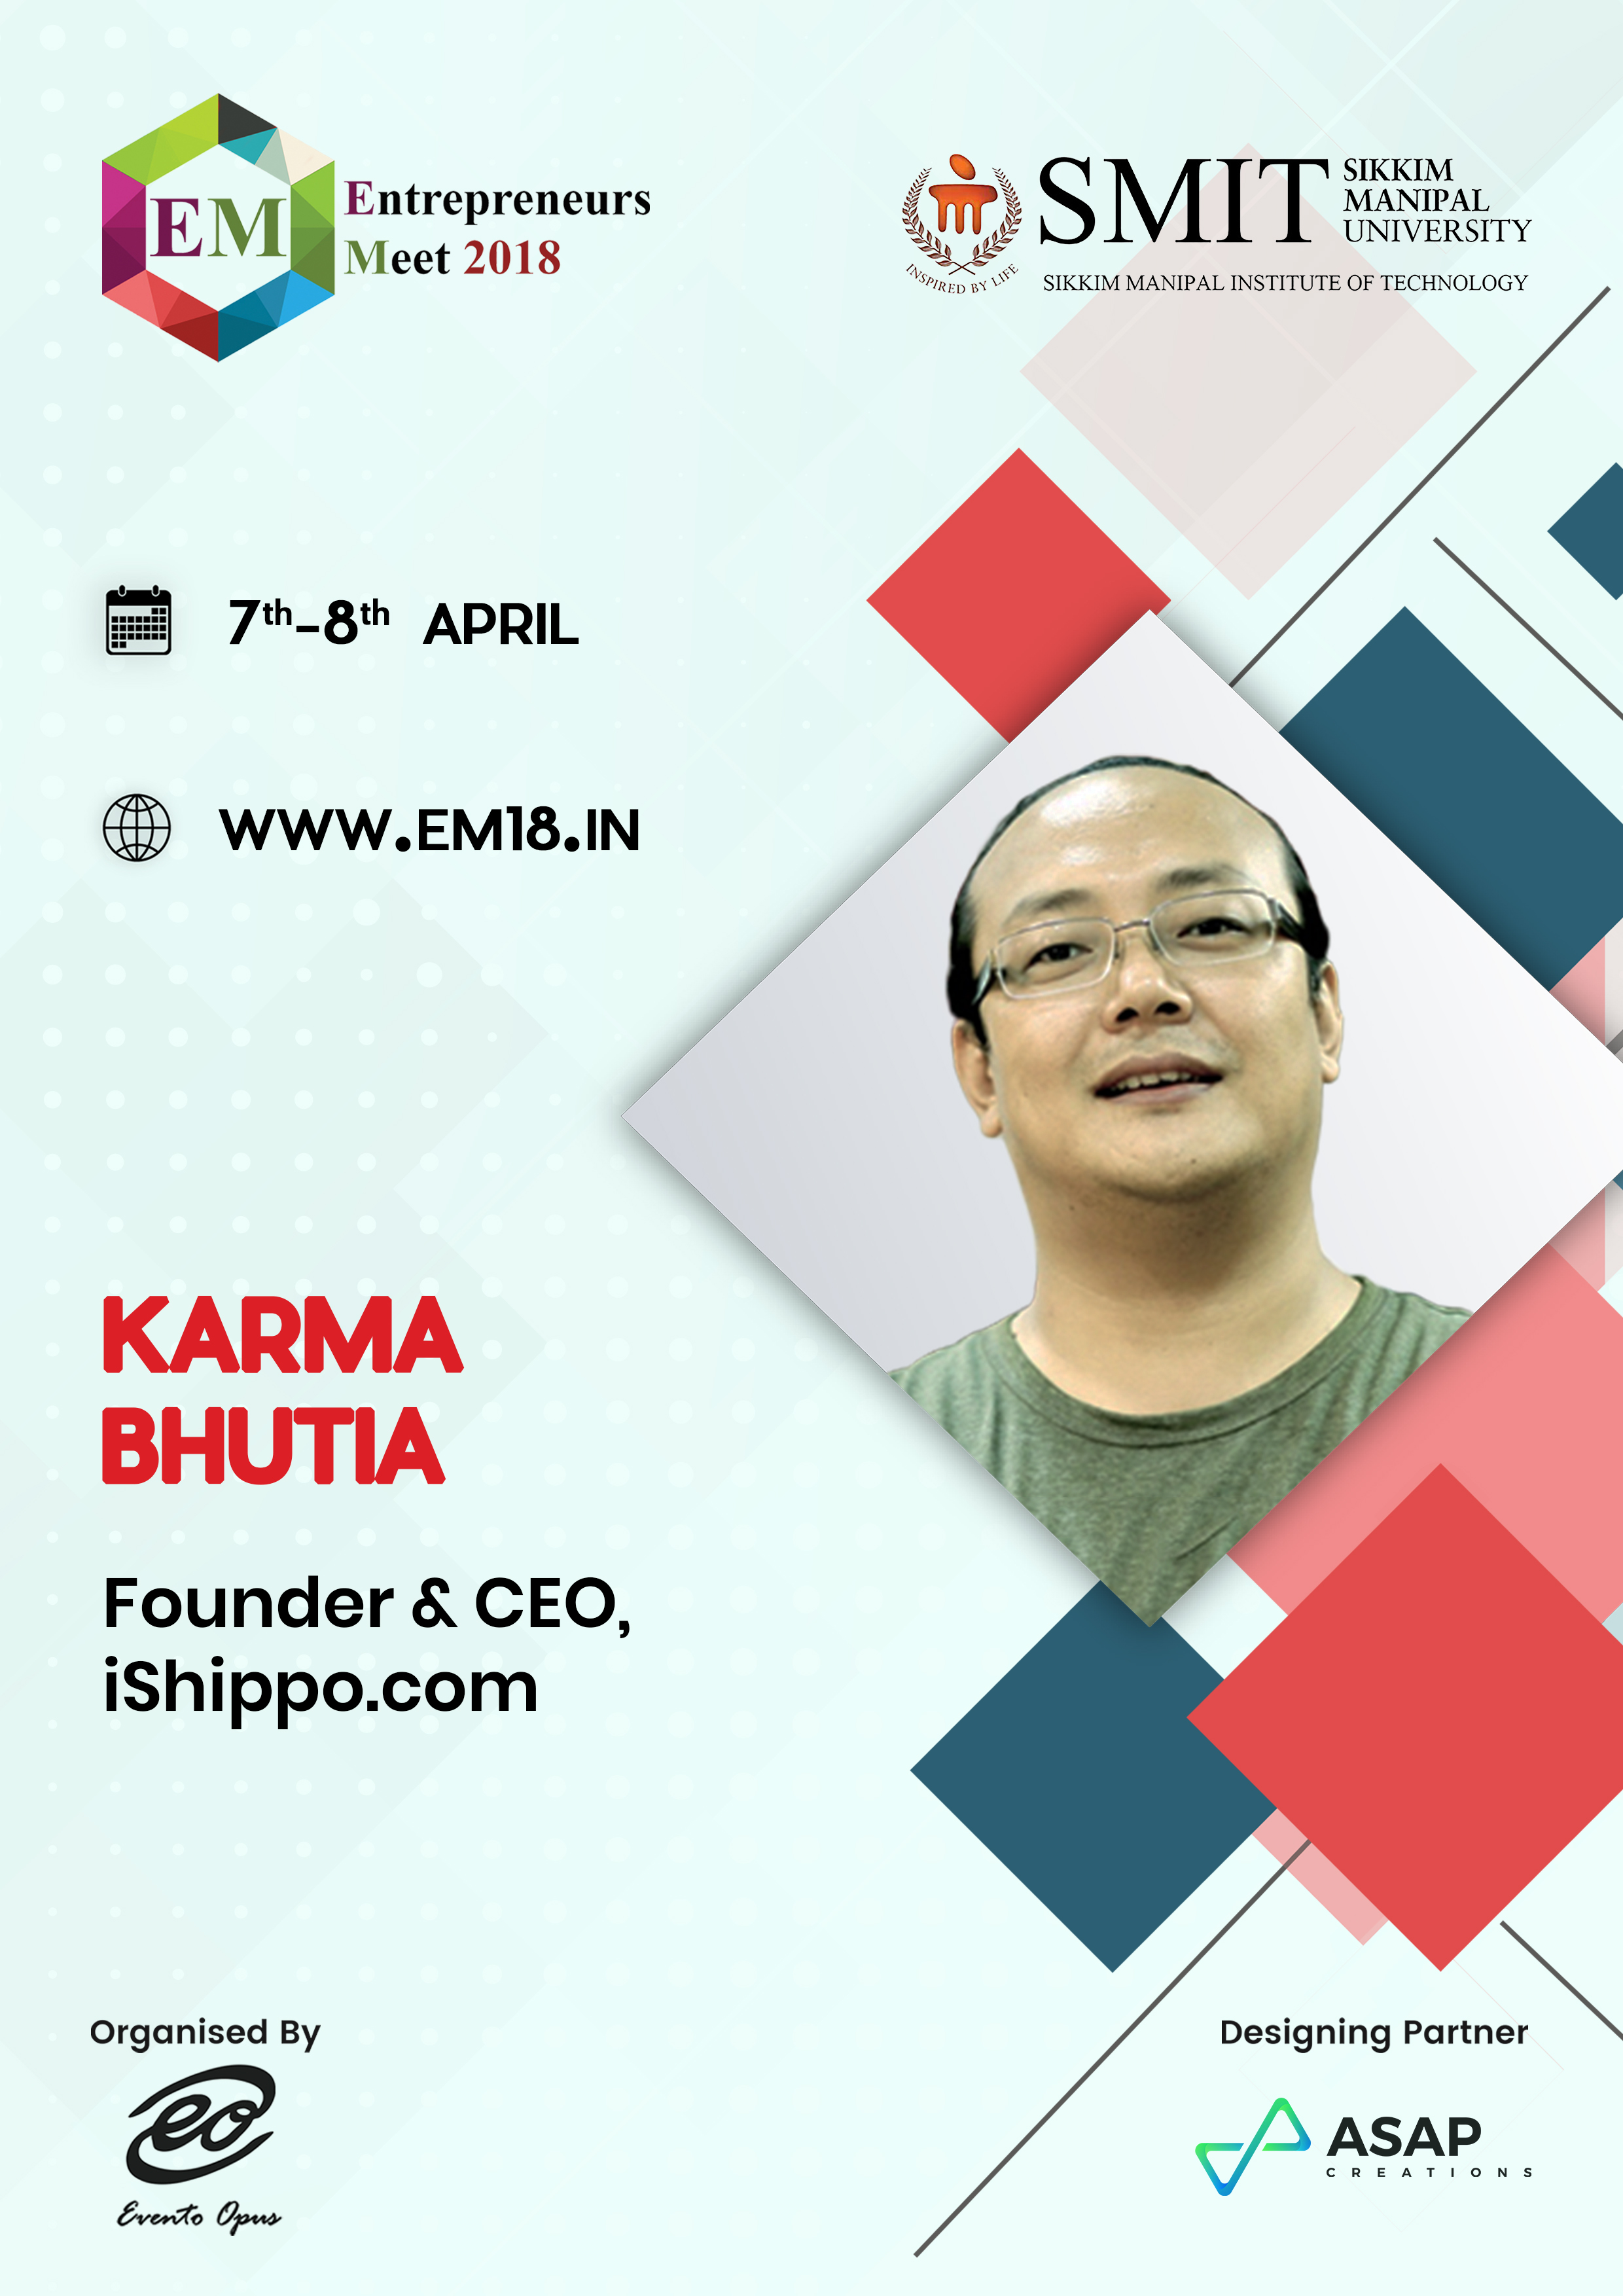 EM
Entrepreneurs
Meet 2018
SMIT
SIKKIM
MANIPAL
UNIVERSITY
INSPIRED BY LIFE
SIKKIM MANIPAL INSTITUTE OF TECHNOLOGY
7th-8th APRIL
WWW.EM18.IN
KARMA
BHUTIA
Founder & CEO,
iShippo.com
Organised By
eo
Evento Opus
Designing Partner
ASAP
CREATIONS